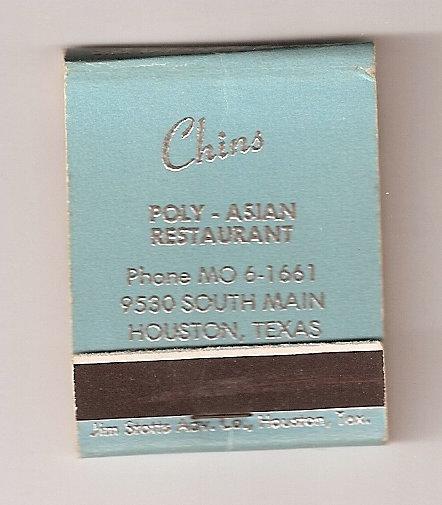 Chins
POLY - ASIAN
RESTAURANT
Phone MO 6-1661
9530 SOUTH MAIN
HOUSTON, TEXAS
Jim Stotts Adv. Co., Houston, Tex.